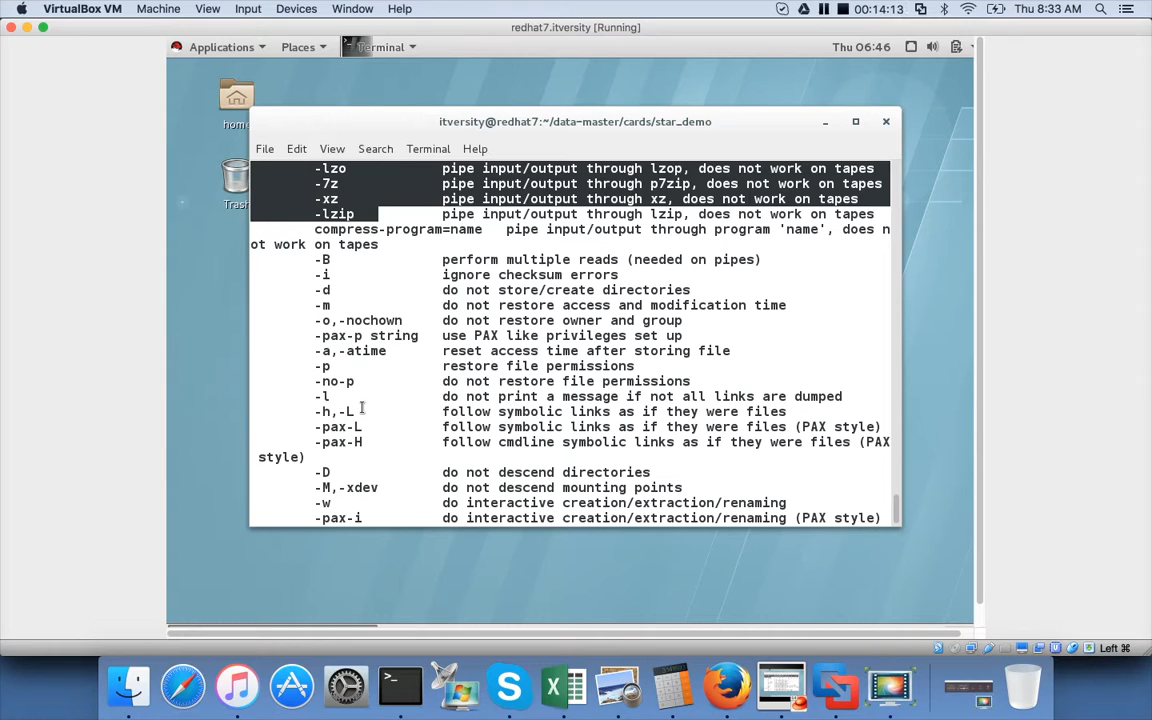 VirtualBox VM Machine View Input Devices Window Help 00:14:13 Thu 8:33 AM
redhat7.itversity [Running]
Applications Places Terminal Thu 06:46
home
Trash
itversity@redhat7:~/data-master/cards/star_demo
File Edit View Search Terminal Help
-lzo pipe input/output through lzop, does not work on tapes
-7z pipe input/output through p7zip, does not work on tapes
-xz pipe input/output through xz, does not work on tapes
-lzip pipe input/output through lzip, does not work on tapes
compress-program=name pipe input/output through program 'name', does n
ot work on tapes
-B perform multiple reads (needed on pipes)
-i ignore checksum errors
-d do not store/create directories
-m do not restore access and modification time
-o,-nochown do not restore owner and group
-pax-p string use PAX like privileges set up
-a,-atime reset access time after storing file
-p restore file permissions
-no-p do not restore file permissions
-l do not print a message if not all links are dumped
-h,-L follow symbolic links as if they were files
-pax-L follow symbolic links as if they were files (PAX style)
-pax-H follow cmdline symbolic links as if they were files (PAX
style)
-D do not descend directories
-M,-xdev do not descend mounting points
-w do interactive creation/extraction/renaming
-pax-i do interactive creation/extraction/renaming (PAX style)
Left ⌘